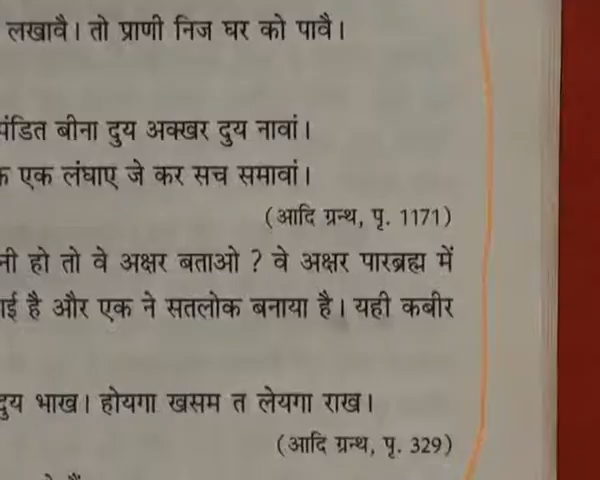 लखावै। तो प्राणी निज घर को पावै।
पंडित बीना दुय अक्खर दुय नावां।
एक लंघाए जे कर सच समावां।
(आदि ग्रन्थ, पृ. 1171)
हो तो वे अक्षर बताओ ? वे अक्षर पारब्रह्म में
है और एक ने सतलोक बनाया है। यही कबीर
दुय भाख। होयगा खसम त लेयगा राख।
(आदि ग्रन्थ, पृ. 329)